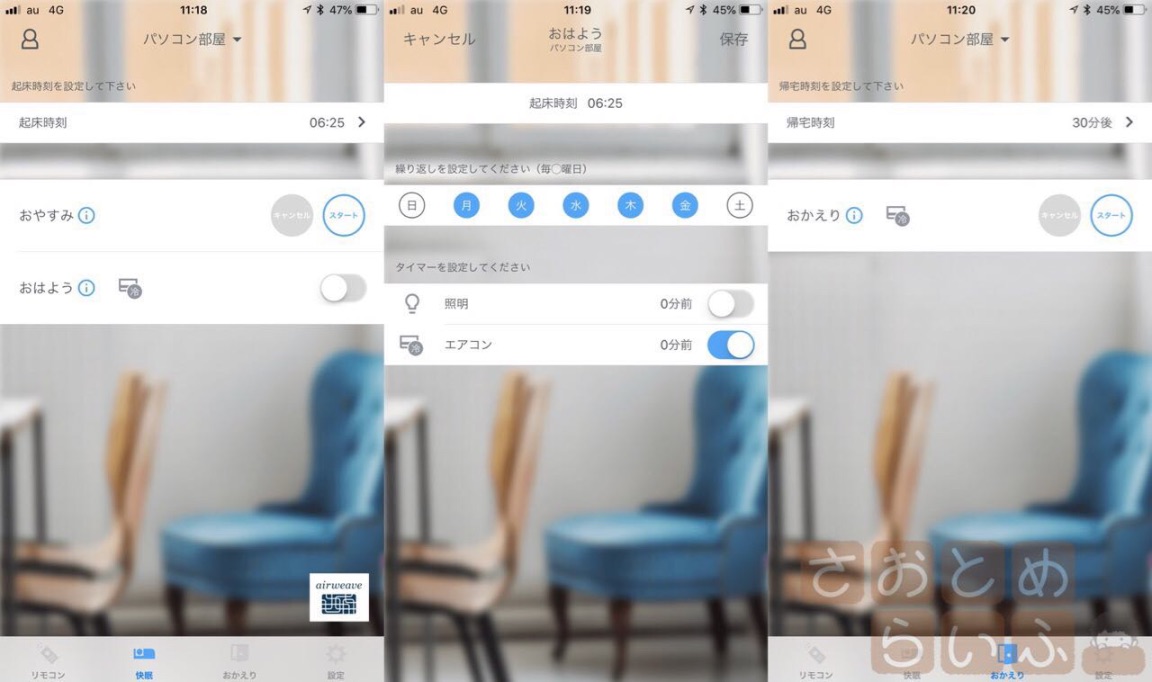 au 4G 11:18 47%
パソコン部屋
起床時刻を設定して下さい
起床時刻 06:25
おやすみ キャンセル スタート
おはよう 冷
airweave
リモコン 快眠 おかえり 設定
au 4G 11:19 45%
キャンセル おはよう 保存
パソコン部屋
起床時刻 06:25
繰り返しを設定してください（毎◯曜日）
日 月 火 水 木 金 土
タイマーを設定してください
照明 0分前
冷 エアコン 0分前
au 4G 11:20 45%
パソコン部屋
帰宅時刻を設定して下さい
帰宅時刻 30分後
おかえり 冷 キャンセル スタート
さおとめ
らいふ
リモコン 快眠 おかえり 設定